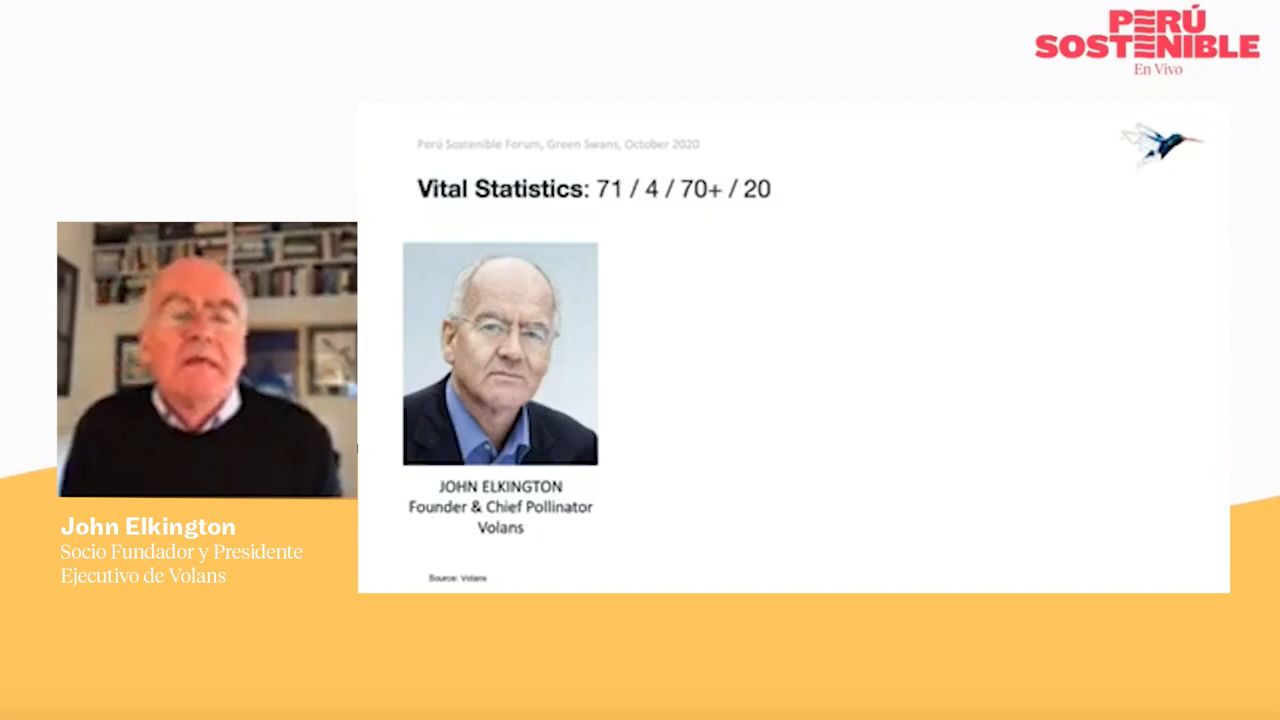 PERÚ
SOSTENIBLE
En Vivo
Perú Sostenible Forum, Green Swans, October 2020
Vital Statistics: 71 / 4 / 70+ / 20
JOHN ELKINGTON
Founder & Chief Pollinator
Volans
Source: Volans
John Elkington
Socio Fundador y Presidente
Ejecutivo de Volans